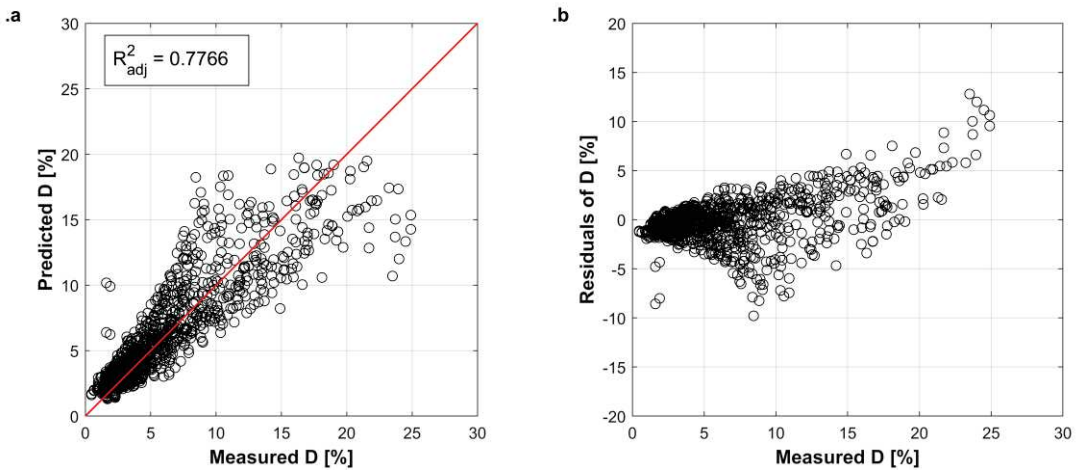 .a
R²adj = 0.7766
Predicted D [%]
30
25
20
15
10
5
0
0 5 10 15 20 25 30
Measured D [%]
.b
Residuals of D [%]
20
15
10
5
0
-5
-10
-15
-20
0 5 10 15 20 25 30
Measured D [%]